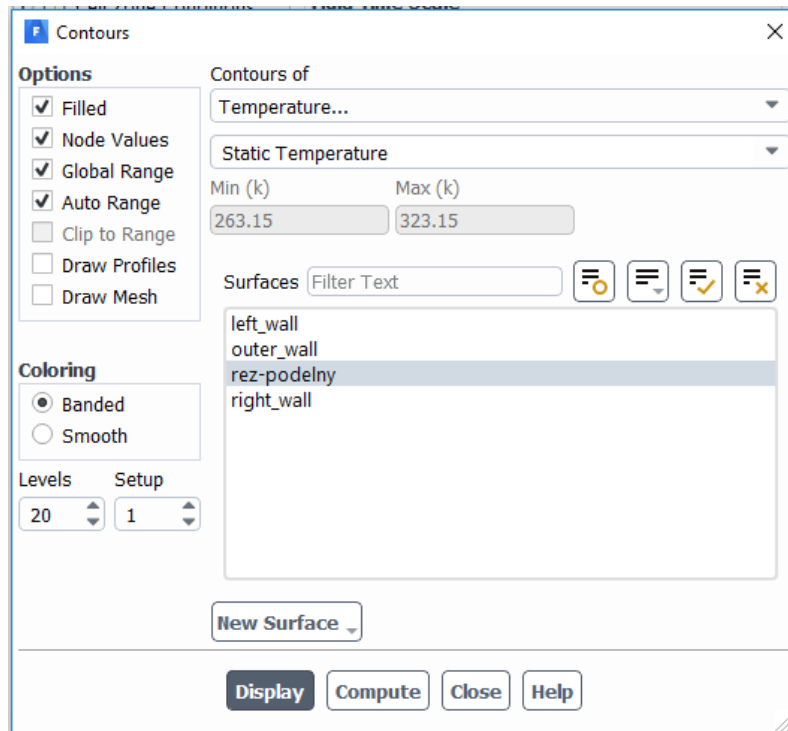 Contours
Options
Filled
Node Values
Global Range
Auto Range
Clip to Range
Draw Profiles
Draw Mesh
Coloring
Banded
Smooth
Levels Setup
20 1
Contours of
Temperature...
Static Temperature
Min (k) Max (k)
263.15 323.15
Surfaces Filter Text
left_wall
outer_wall
rez-podelny
right_wall
New Surface
Display Compute Close Help